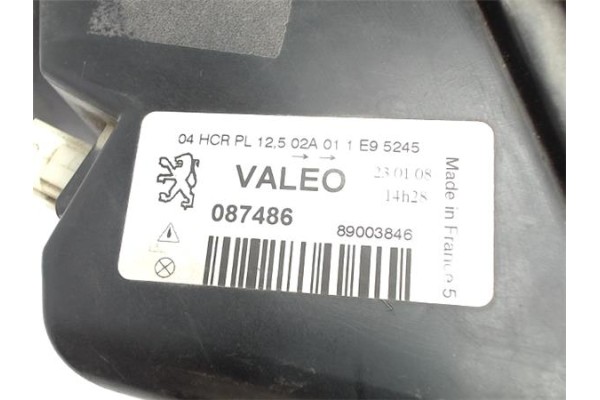 04 HCR PL 12,5 02A 01 1 E9 5245
VALEO
23 01 08
14h28
087486
89003846
Made in France 5